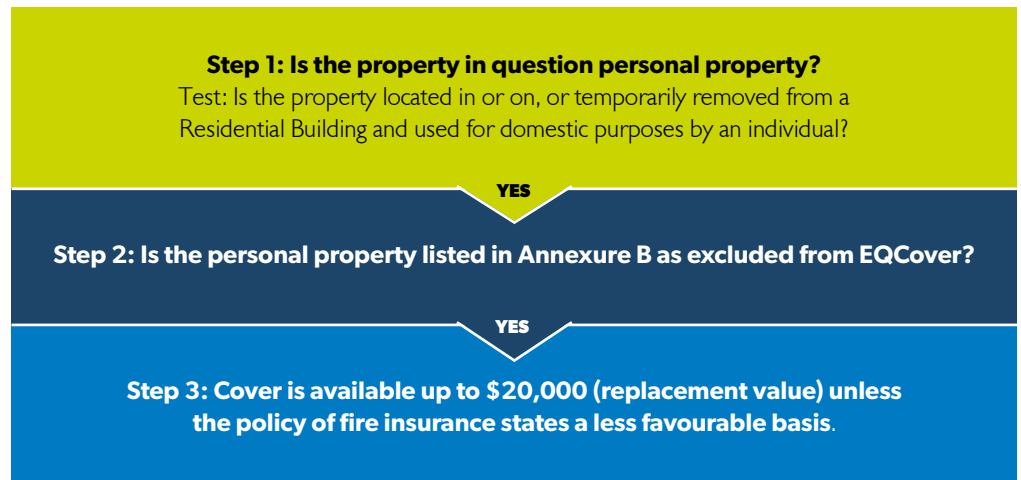 Step 1: Is the property in question personal property?
Test: Is the property located in or on, or temporarily removed from a
Residential Building and used for domestic purposes by an individual?
YES
Step 2: Is the personal property listed in Annexure B as excluded from EQCover?
YES
Step 3: Cover is available up to $20,000 (replacement value) unless
the policy of fire insurance states a less favourable basis.